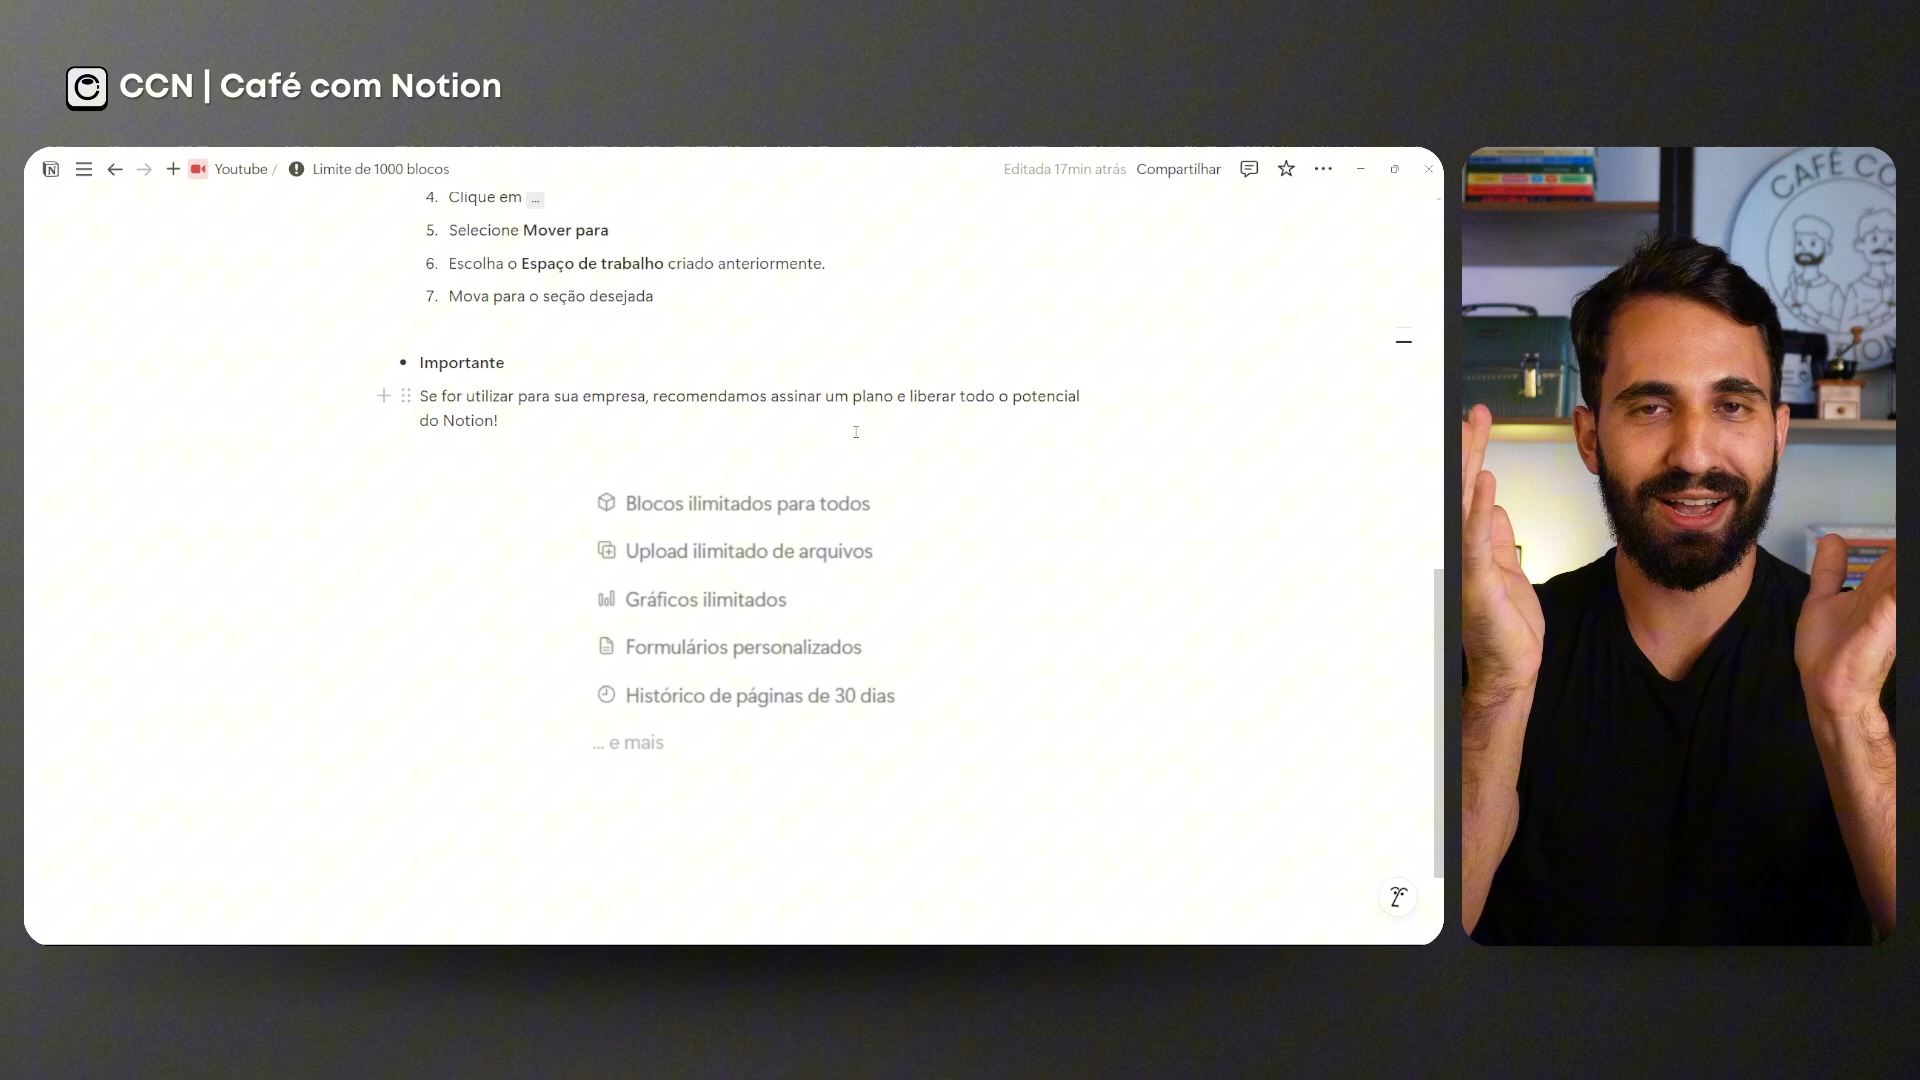 CCN | Café com Notion
Youtube / Limite de 1000 blocos
Editada 17min atrás Compartilhar
4. Clique em ...
5. Selecione Mover para
6. Escolha o Espaço de trabalho criado anteriormente.
7. Mova para o seção desejada
• Importante
Se for utilizar para sua empresa, recomendamos assinar um plano e liberar todo o potencial
do Notion!
Blocos ilimitados para todos
Upload ilimitado de arquivos
Gráficos ilimitados
Formulários personalizados
Histórico de páginas de 30 dias
... e mais
CAFÉ CO